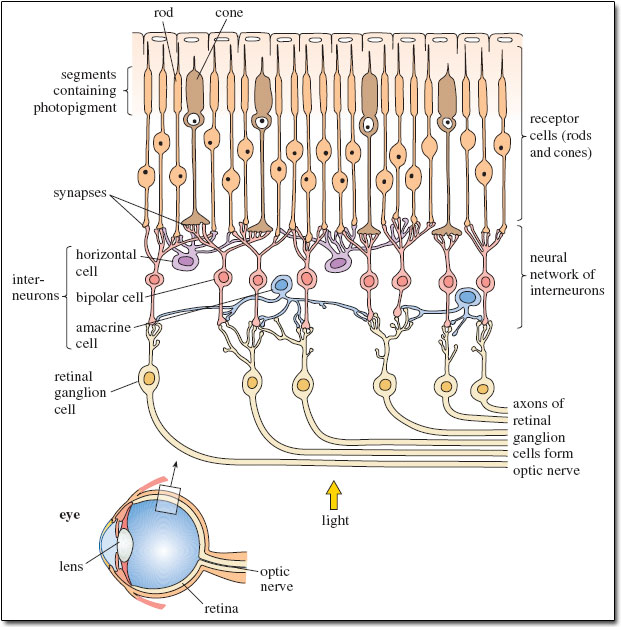 rod
cone
segments
containing
photopigment
receptor
cells (rods
and cones)
synapses
horizontal
cell
inter-
neurons
bipolar cell
amacrine
cell
neural
network of
interneurons
retinal
ganglion
cell
axons of
retinal
ganglion
cells form
optic nerve
light
eye
lens
optic
nerve
retina